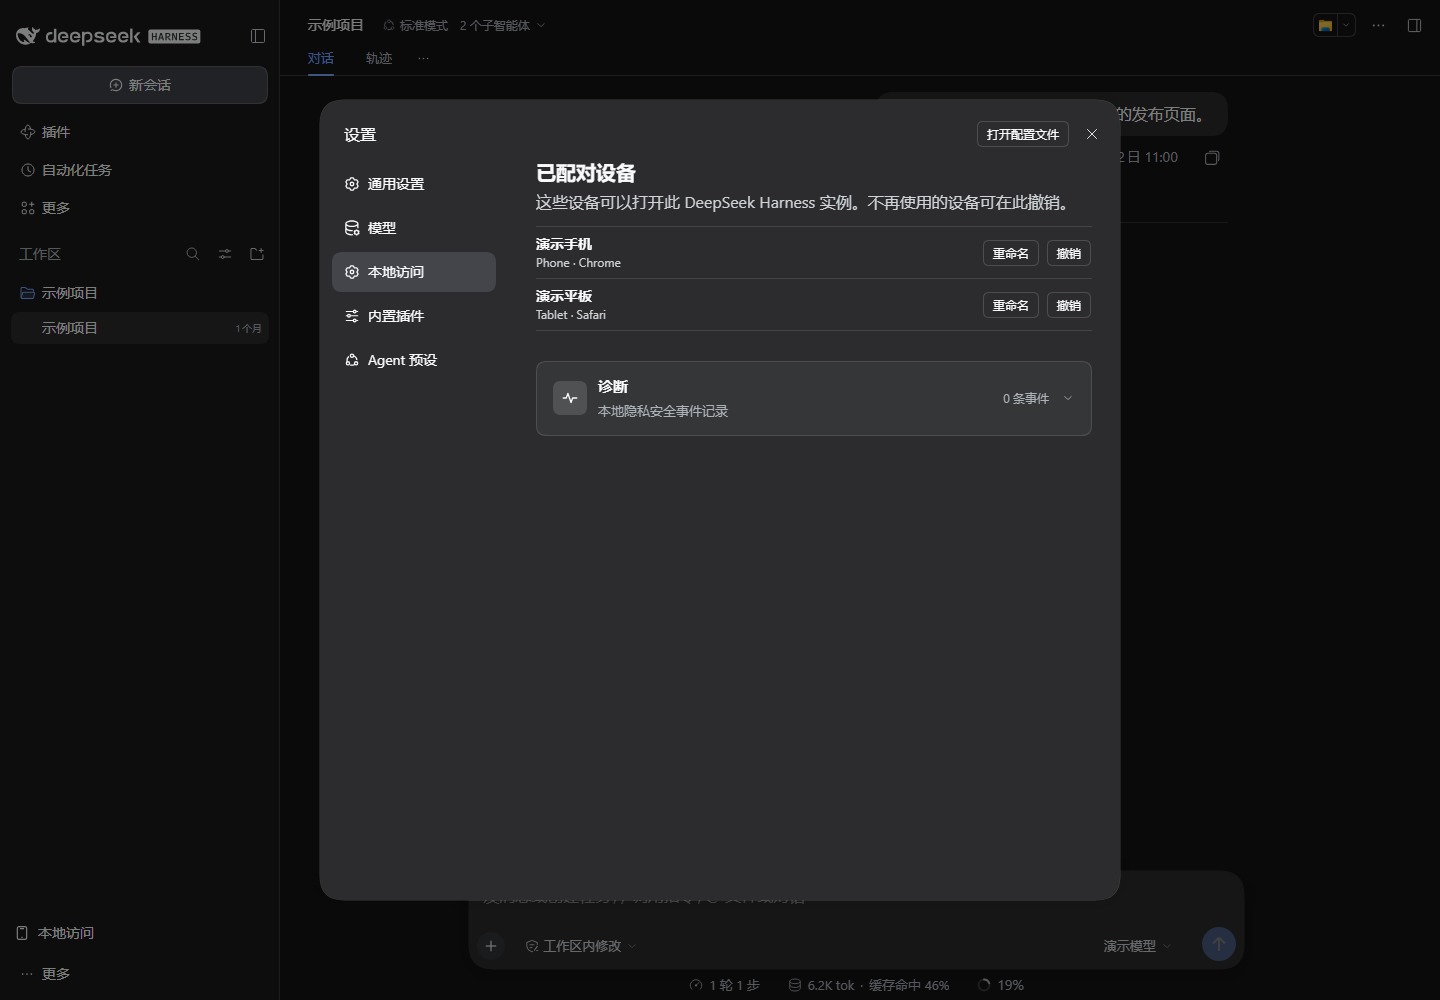 deepseek HARNESS
新会话
插件
自动化任务
更多
工作区
示例项目
示例项目 1个月
本地访问
更多
示例项目 标准模式 2 个子智能体
对话 轨迹
的发布页面。
2日 11:00
设置
打开配置文件
通用设置
模型
本地访问
内置插件
Agent 预设
已配对设备
这些设备可以打开此 DeepSeek Harness 实例。不再使用的设备可在此撤销。
演示手机
Phone · Chrome
重命名 撤销
演示平板
Tablet · Safari
重命名 撤销
诊断
本地隐私安全事件记录
0 条事件
工作区内修改
演示模型
1 轮 1 步 6.2K tok · 缓存命中 46% 19%